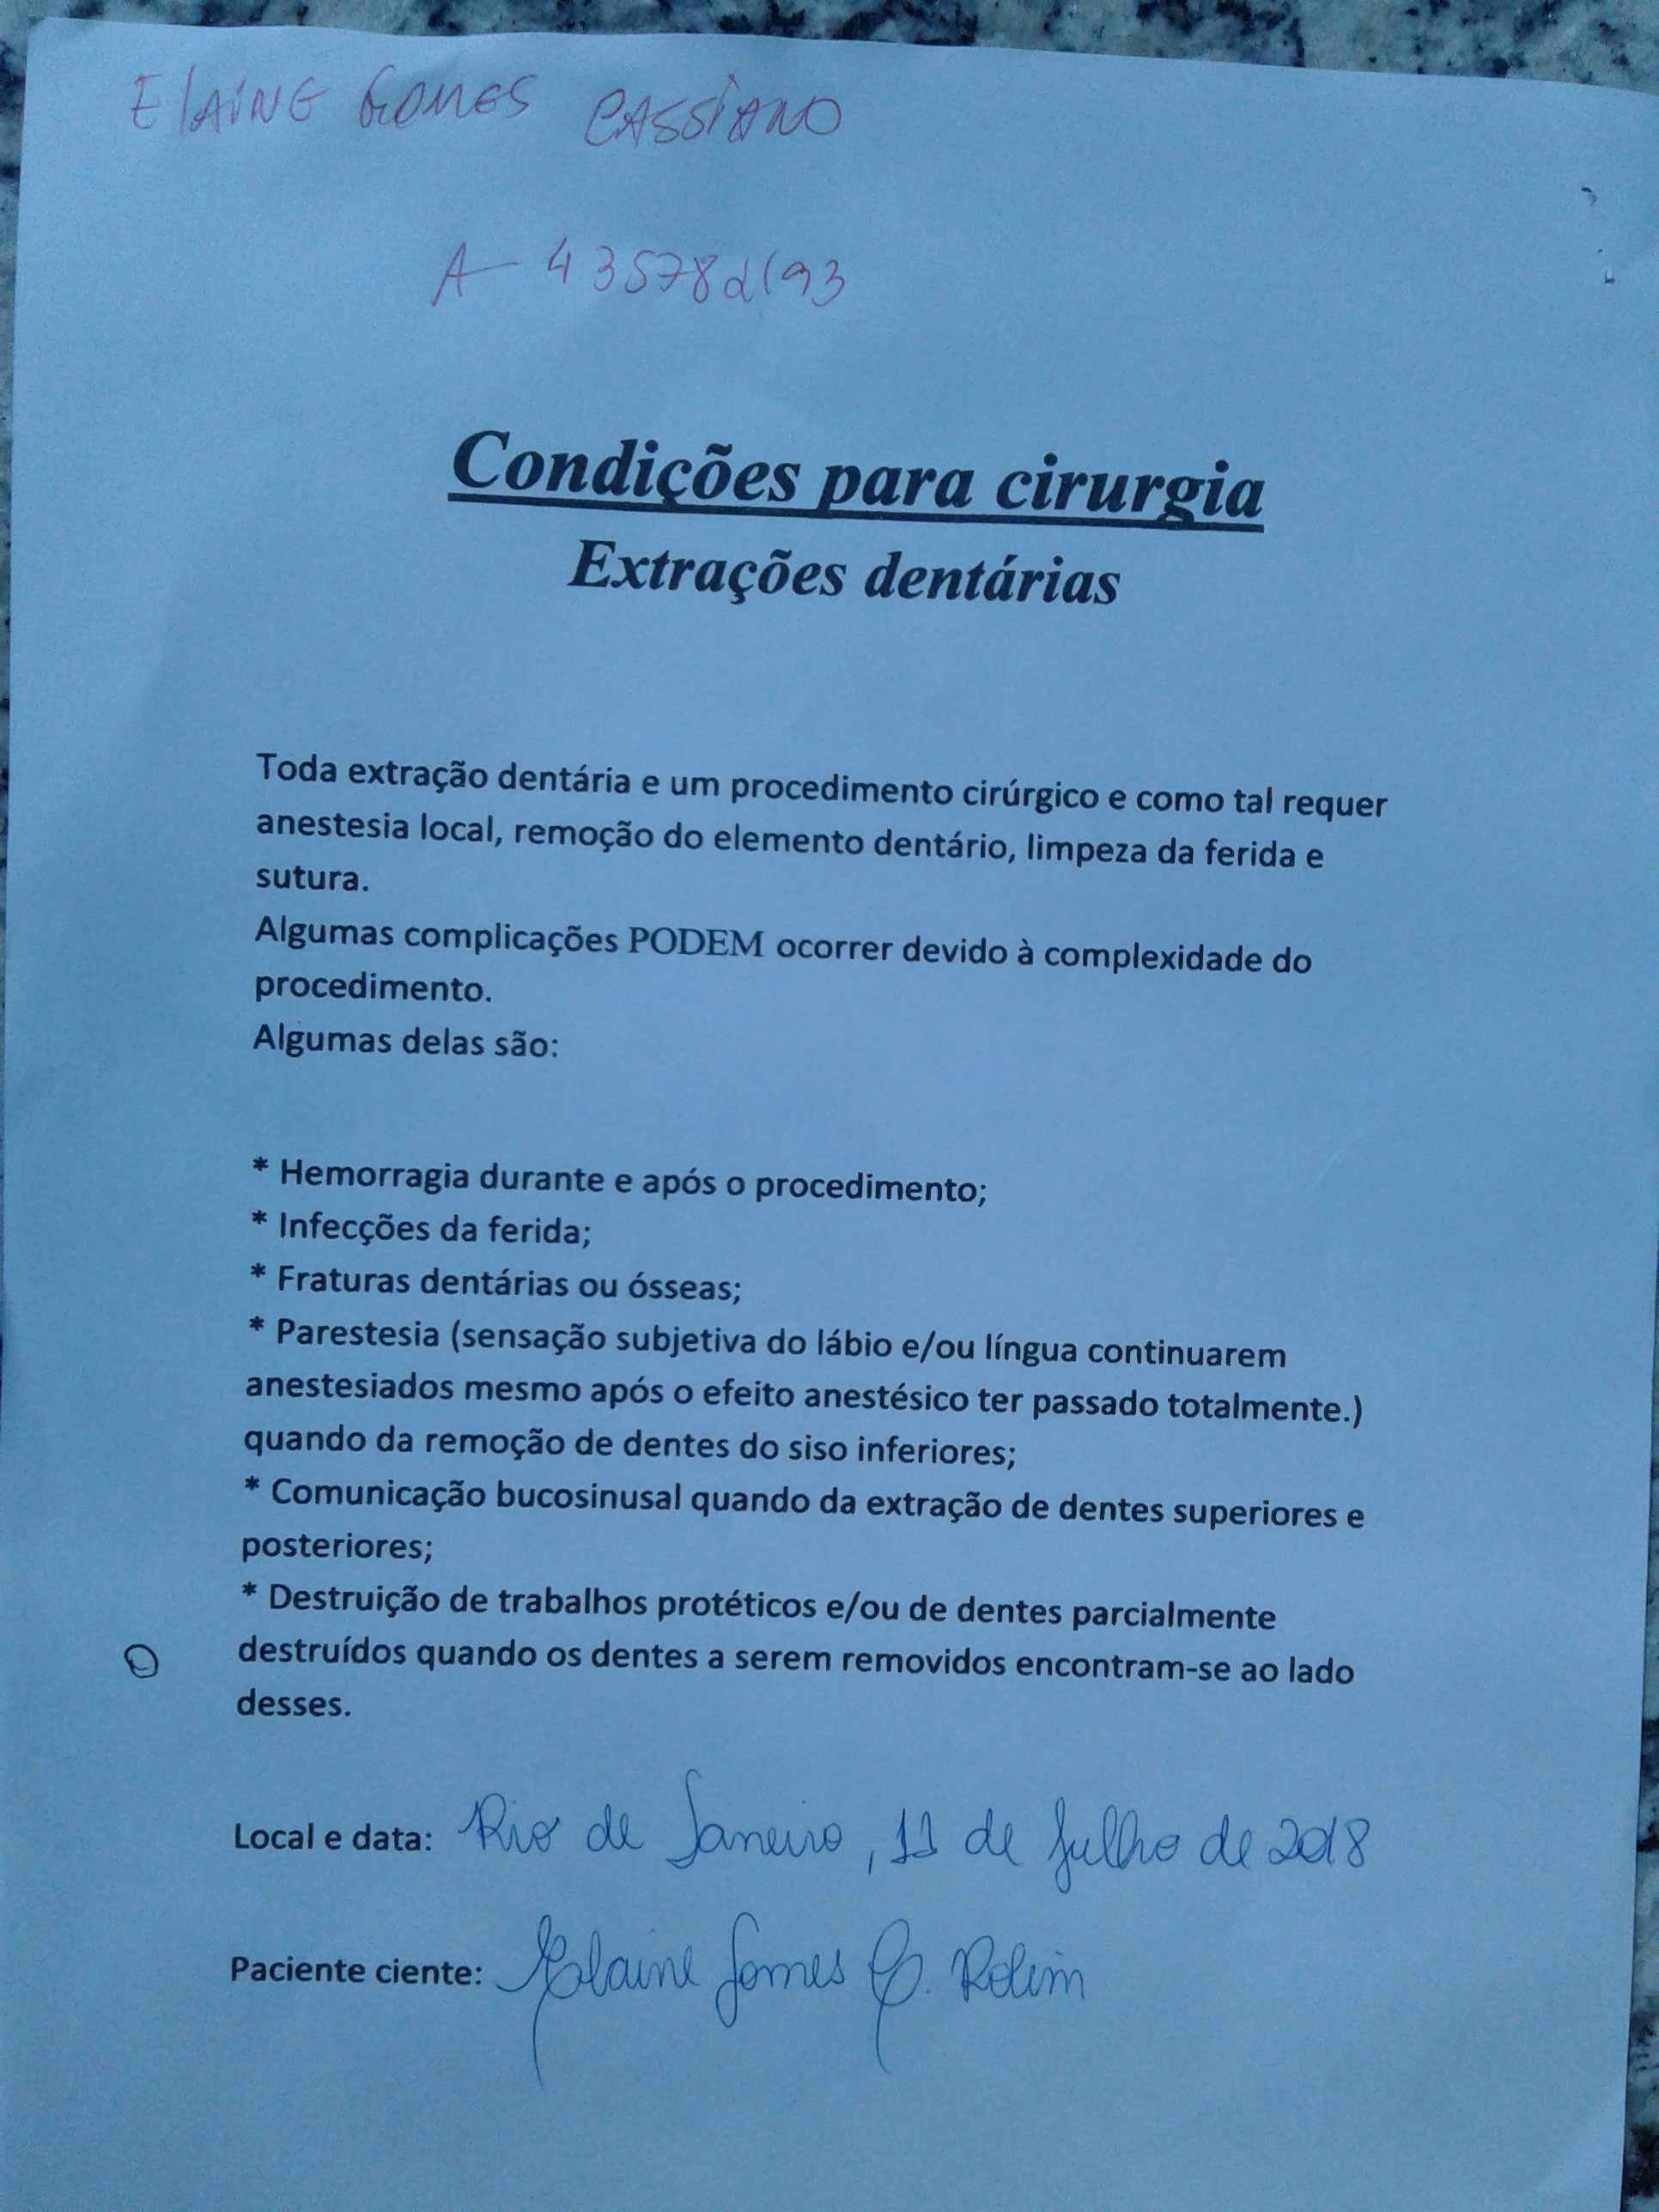 ELAINE GOMES CASSIANO
Condições para cirurgia
Extrações dentárias
Toda extração dentária e um procedimento cirúrgico e como tal requer
anestesia local, remoção do elemento dentário, limpeza da ferida e
sutura.
Algumas complicações PODEM ocorrer devido à complexidade do
procedimento.
Algumas delas são:
* Hemorragia durante e após o procedimento;
* Infecções da ferida;
* Fraturas dentárias ou ósseas;
* Parestesia (sensação subjetiva do lábio e/ou língua continuarem
anestesiados mesmo após o efeito anestésico ter passado totalmente.)
quando da remoção de dentes do siso inferiores;
* Comunicação bucosinusal quando da extração de dentes superiores e
posteriores;
* Destruição de trabalhos protéticos e/ou de dentes parcialmente
destruídos quando os dentes a serem removidos encontram-se ao lado
desses.
Local e data: Rio de Janeiro, 11 de Julho de 2018
Paciente ciente: Elaine Gomes C. Rolim